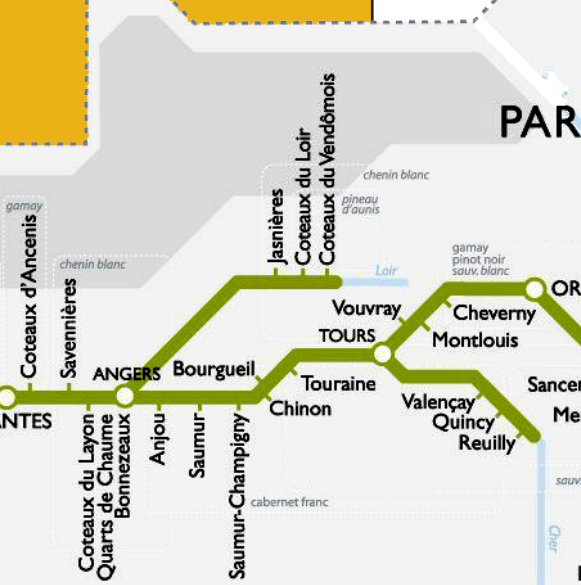 PAR
chenin blanc
pineau
d'aunis
gamay
Coteaux d'Ancenis
chenin blanc
Savennières
Jasnières
Coteaux du Loir
Coteaux du Vendômois
Loir
gamay
pinot noir
sauv. blanc
OR
Vouvray
Cheverny
TOURS
Montlouis
ANGERS
Bourgueil
Touraine
Chinon
ANTES
Coteaux du Layon
Quarts de Chaume
Bonnezeaux
Anjou
Saumur
Saumur-Champigny
cabernet franc
Valençay
Quincy
Reuilly
Sancer
Me
sauv.
Cher